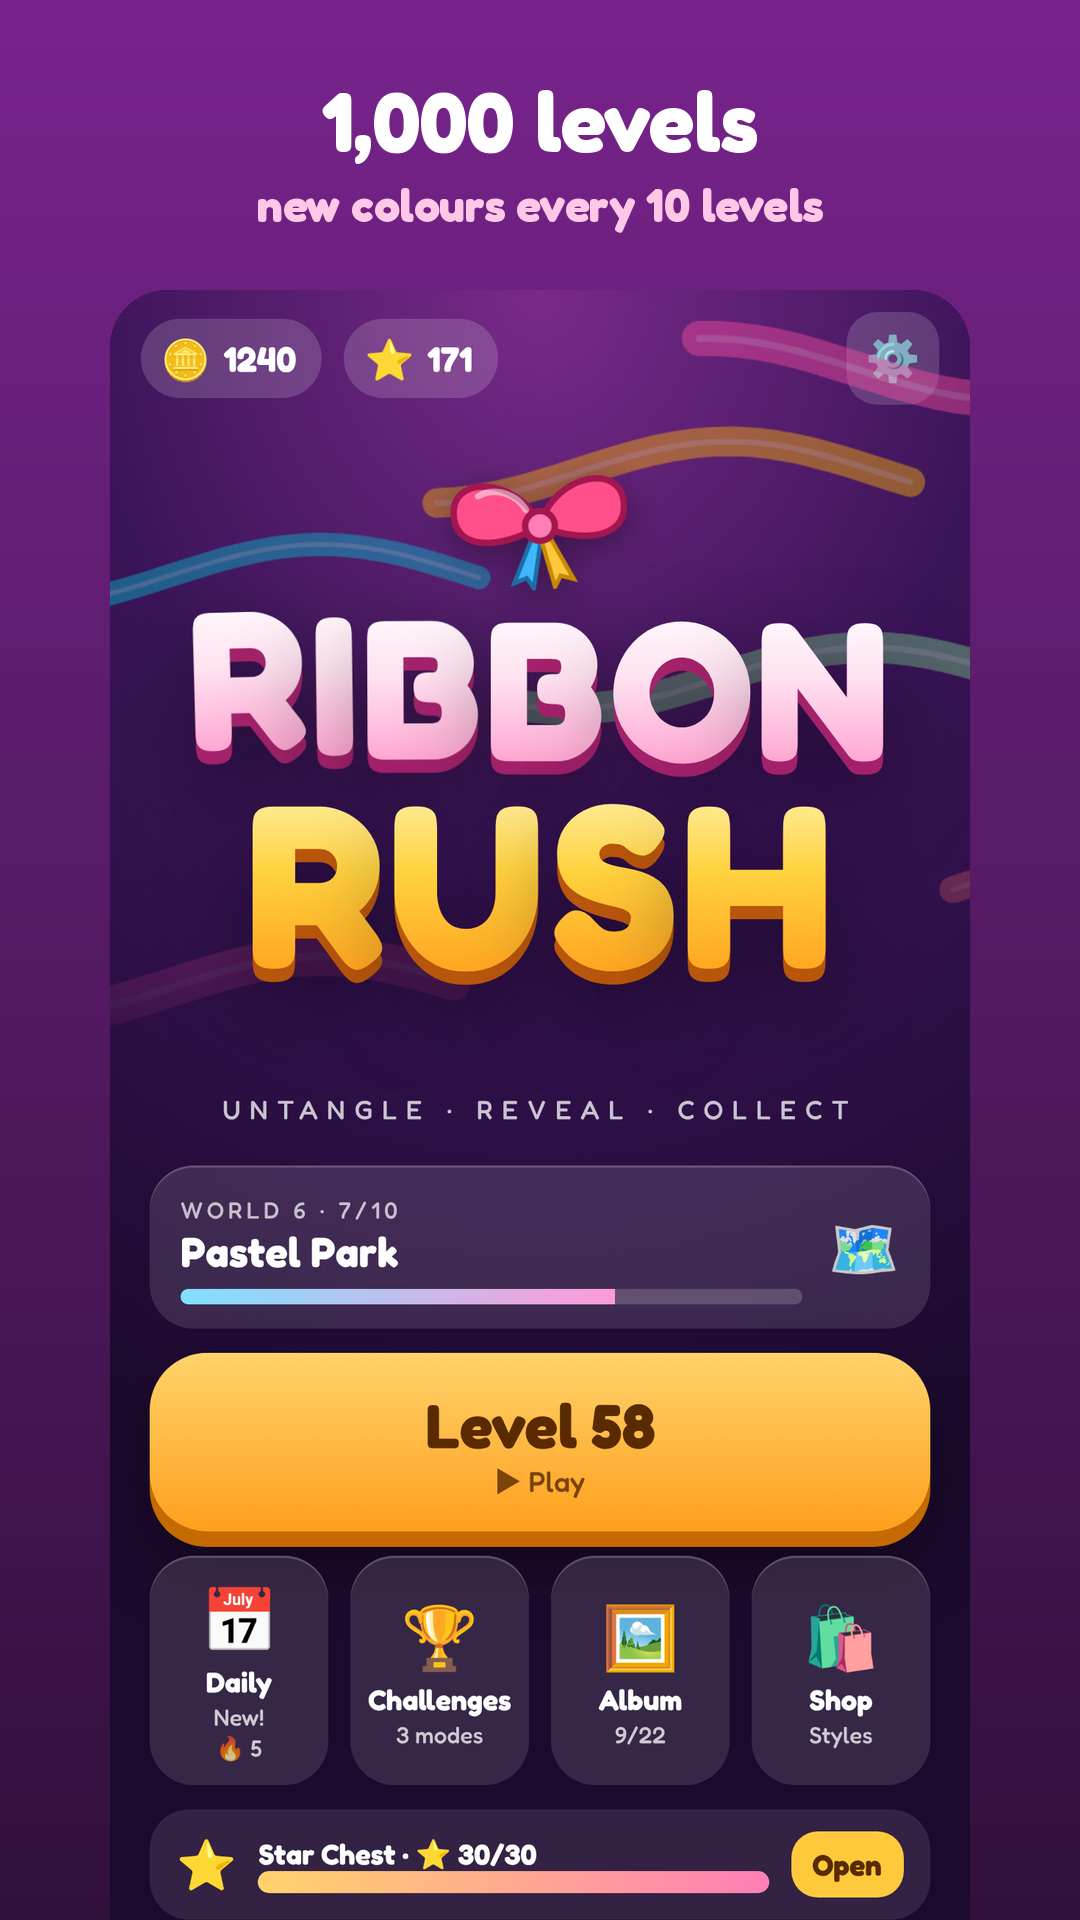 1,000 levels
new colours every 10 levels
1240
171
RIBBON
RUSH
UNTANGLE · REVEAL · COLLECT
WORLD 6 · 7/10
Pastel Park
Level 58
▶ Play
July
17
Daily
New!
🔥 5
Challenges
3 modes
Album
9/22
Shop
Styles
Star Chest · ⭐ 30/30
Open